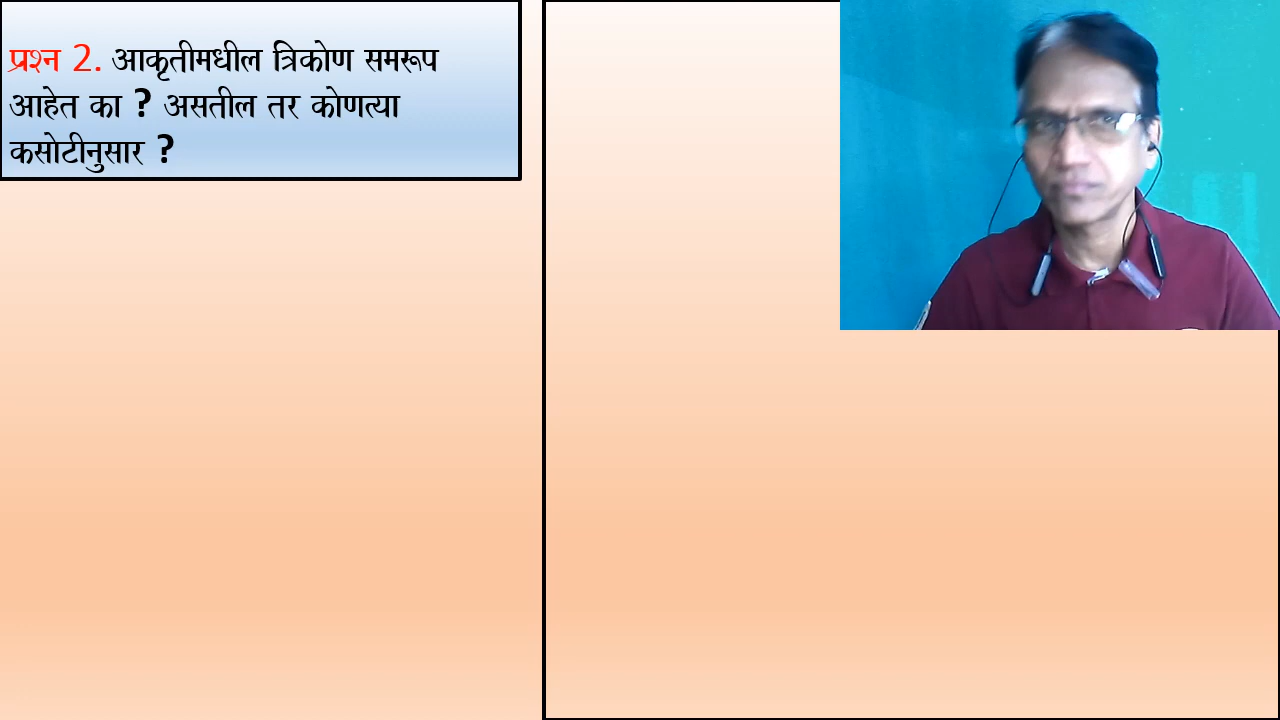 प्रश्न 2. आकृतीमधील त्रिकोण समरूप
आहेत का ? असतील तर कोणत्या
कसोटीनुसार ?